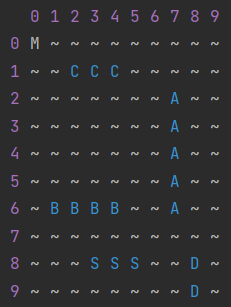 0 1 2 3 4 5 6 7 8 9
0 M ~ ~ ~ ~ ~ ~ ~ ~ ~
1 ~ ~ C C C ~ ~ ~ ~ ~
2 ~ ~ ~ ~ ~ ~ ~ A ~ ~
3 ~ ~ ~ ~ ~ ~ ~ A ~ ~
4 ~ ~ ~ ~ ~ ~ ~ A ~ ~
5 ~ ~ ~ ~ ~ ~ ~ A ~ ~
6 ~ B B B B ~ ~ A ~ ~
7 ~ ~ ~ ~ ~ ~ ~ ~ ~ ~
8 ~ ~ ~ S S S ~ ~ D ~
9 ~ ~ ~ ~ ~ ~ ~ ~ D ~